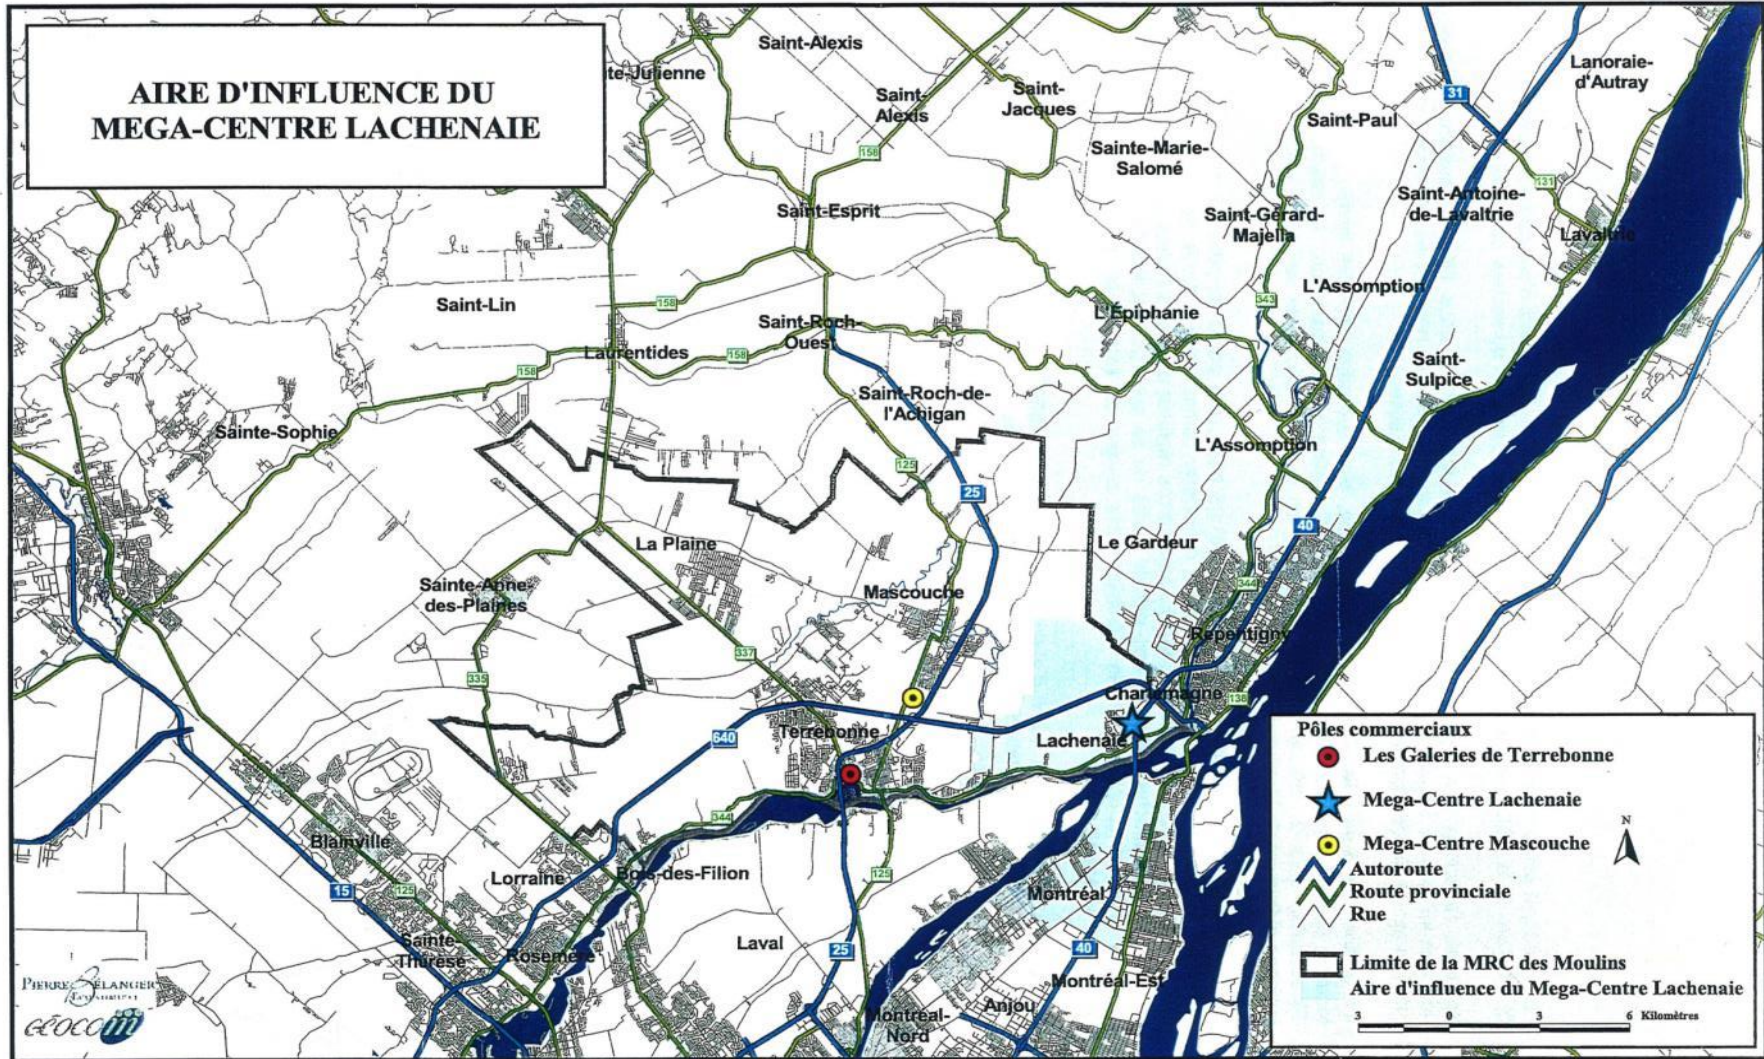 AIRE D'INFLUENCE DU
MEGA-CENTRE LACHENAIE
te-Julienne
Saint-Alexis
Saint-
Alexis
Saint-
Jacques
158
Sainte-Marie-
Salomé
Saint-Paul
31
Lanoraie-
d'Autray
131
Saint-Antoine-
de-Lavaltrie
Lavaltrie
Saint-Esprit
Saint-Gérard-
Majella
L'Assomption
343
Saint-Lin
158
L'Épiphanie
Saint-Roch-
Ouest
Laurentides
158
158
Saint-
Sulpice
Saint-Roch-de-
l'Achigan
Sainte-Sophie
L'Assomption
125
25
40
La Plaine
Le Gardeur
Sainte-Anne-
des-Plaines
Mascouche
344
Repentigny
337
335
Charlemagne
138
640
Terrebonne
Lachenaie
344
Blainville
Lorraine
Bois-des-Filion
125
15
125
Montréal
Sainte-
Thérèse
Rosemère
Laval
25
40
Montréal-Est
Anjou
Montréal-
Nord
Pôles commerciaux
Les Galeries de Terrebonne
Mega-Centre Lachenaie
Mega-Centre Mascouche
N
Autoroute
Route provinciale
Rue
Limite de la MRC des Moulins
Aire d'influence du Mega-Centre Lachenaie
3 0 3 6 Kilomètres
PIERRE BÉLANGER
GÉOCOM